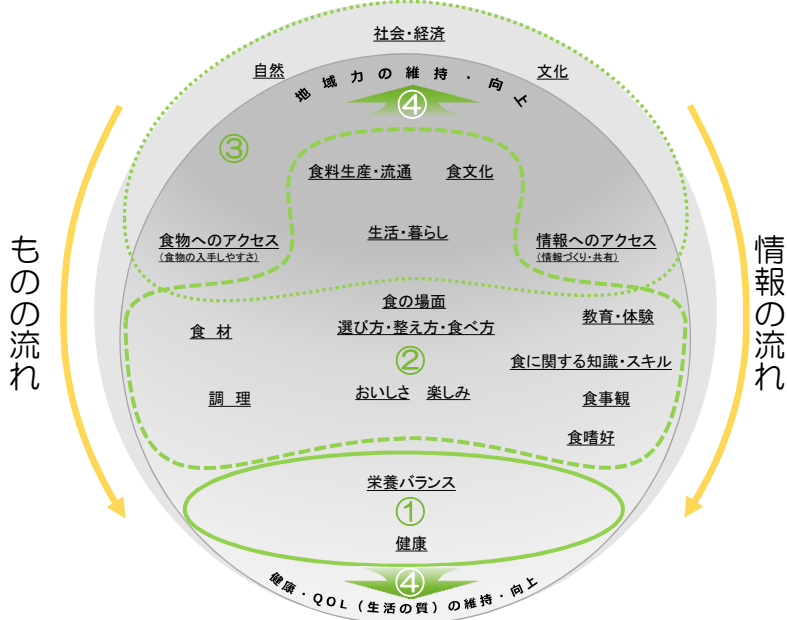 社会・経済
自然
文化
地域力の維持・向上
④
③
食料生産・流通
食文化
ものの流れ
情報の流れ
生活・暮らし
食物へのアクセス
(食物の入手しやすさ)
情報へのアクセス
(情報づくり・共有)
食の場面
選び方・整え方・食べ方
食 材
教育・体験
②
食に関する知識・スキル
おいしさ 楽しみ
調 理
食事観
食嗜好
栄養バランス
①
健康
④
健康・QOL(生活の質)の維持・向上